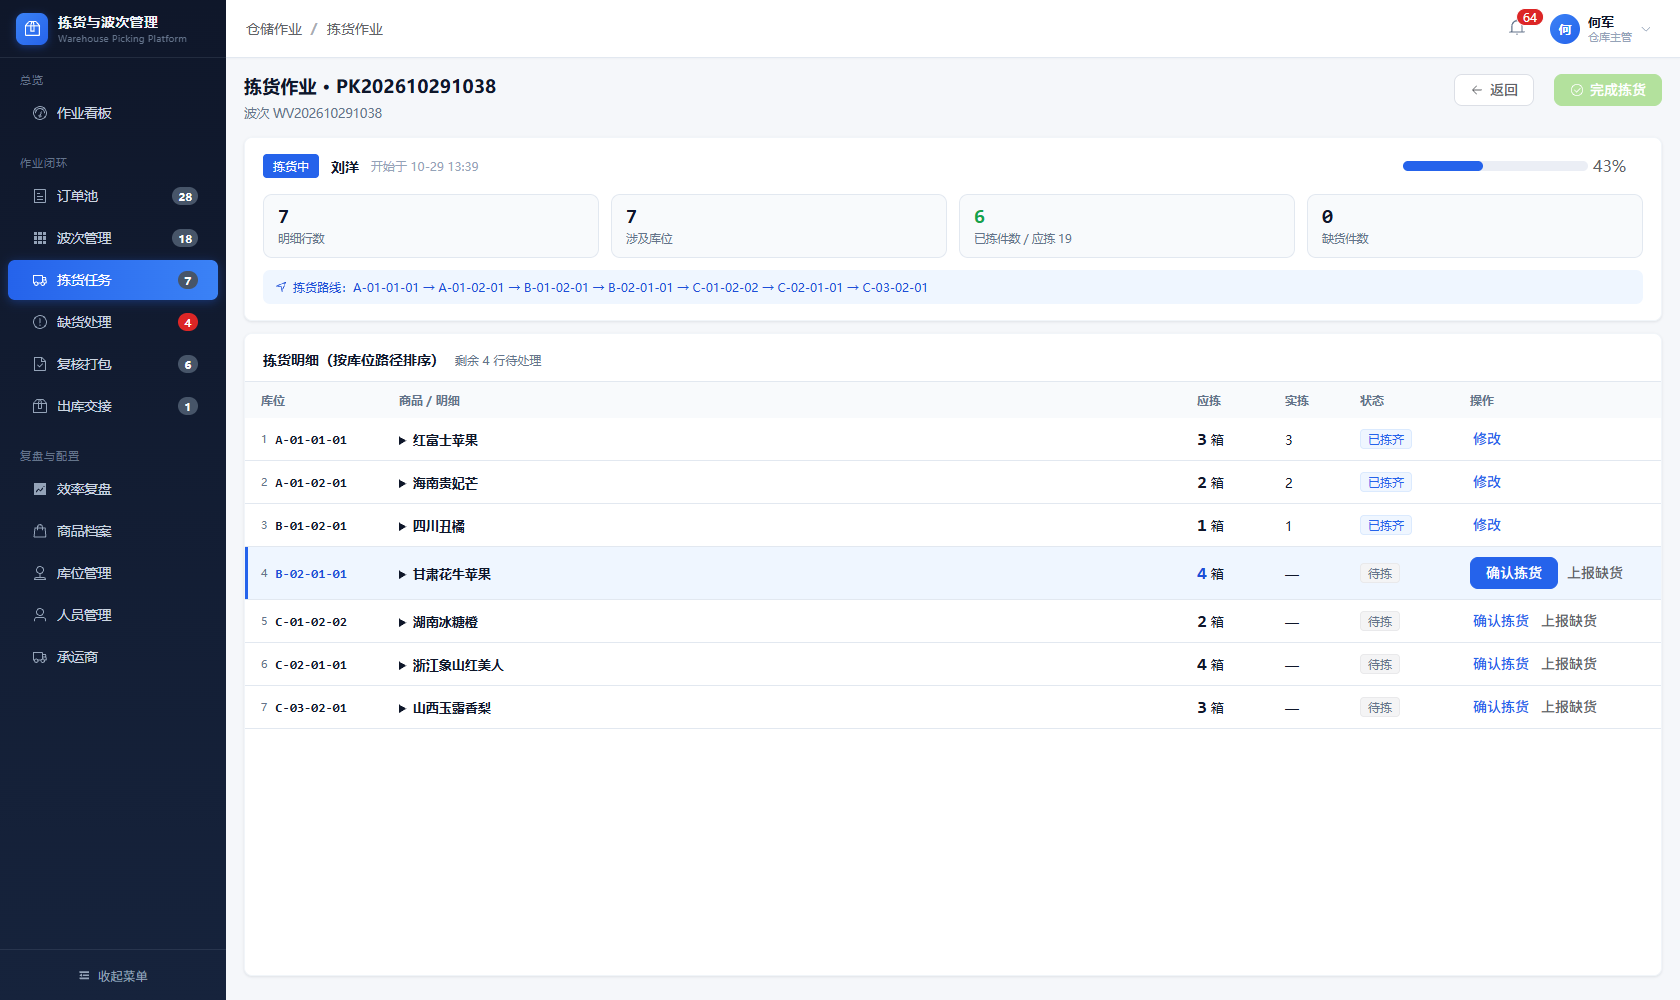 拣货与波次管理
Warehouse Picking Platform
总览
作业看板
作业闭环
订单池 28
波次管理 18
拣货任务 7
缺货处理 4
复核打包 6
出库交接 1
复盘与配置
效率复盘
商品档案
库位管理
人员管理
承运商
收起菜单
仓储作业 / 拣货作业
64
何 何军
仓库主管
拣货作业 · PK202610291038
波次 WV202610291038
返回
完成拣货
拣货中 刘洋 开始于 10-29 13:39
43%
7
明细行数
7
涉及库位
6
已拣件数 / 应拣 19
0
缺货件数
拣货路线: A-01-01-01 → A-01-02-01 → B-01-02-01 → B-02-01-01 → C-01-02-02 → C-02-01-01 → C-03-02-01
拣货明细（按库位路径排序） 剩余 4 行待处理
库位 商品 / 明细 应拣 实拣 状态 操作
1 A-01-01-01 ▶ 红富士苹果 3 箱 3 已拣齐 修改
2 A-01-02-01 ▶ 海南贵妃芒 2 箱 2 已拣齐 修改
3 B-01-02-01 ▶ 四川丑橘 1 箱 1 已拣齐 修改
4 B-02-01-01 ▶ 甘肃花牛苹果 4 箱 — 待拣 确认拣货 上报缺货
5 C-01-02-02 ▶ 湖南冰糖橙 2 箱 — 待拣 确认拣货 上报缺货
6 C-02-01-01 ▶ 浙江象山红美人 4 箱 — 待拣 确认拣货 上报缺货
7 C-03-02-01 ▶ 山西玉露香梨 3 箱 — 待拣 确认拣货 上报缺货